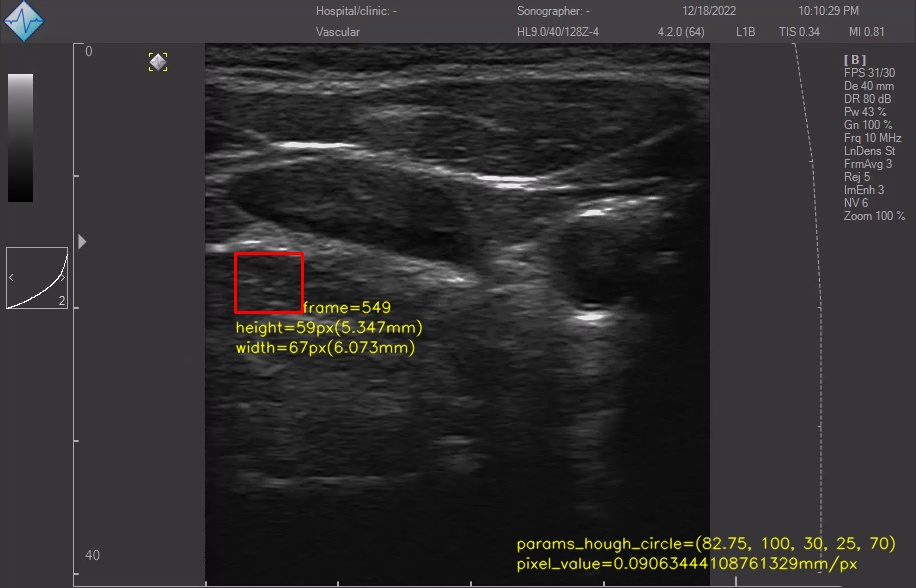 Hospital/clinic: - Sonographer: - 12/18/2022 10:10:29 PM
Vascular HL9.0/40/128Z-4 4.2.0 (64) L1B TIS 0.34 MI 0.81
0
[B]
FPS 31/30
De 40 mm
DR 80 dB
Pw 43 %
Gn 100 %
Frq 10 MHz
LnDens St
FrmAvg 3
Rej 5
ImEnh 3
NV 6
Zoom 100 %
2
frame=549
height=59px(5.347mm)
width=67px(6.073mm)
params_hough_circle=(82.75, 100, 30, 25, 70)
40
pixel_value=0.09063444108761329mm/px